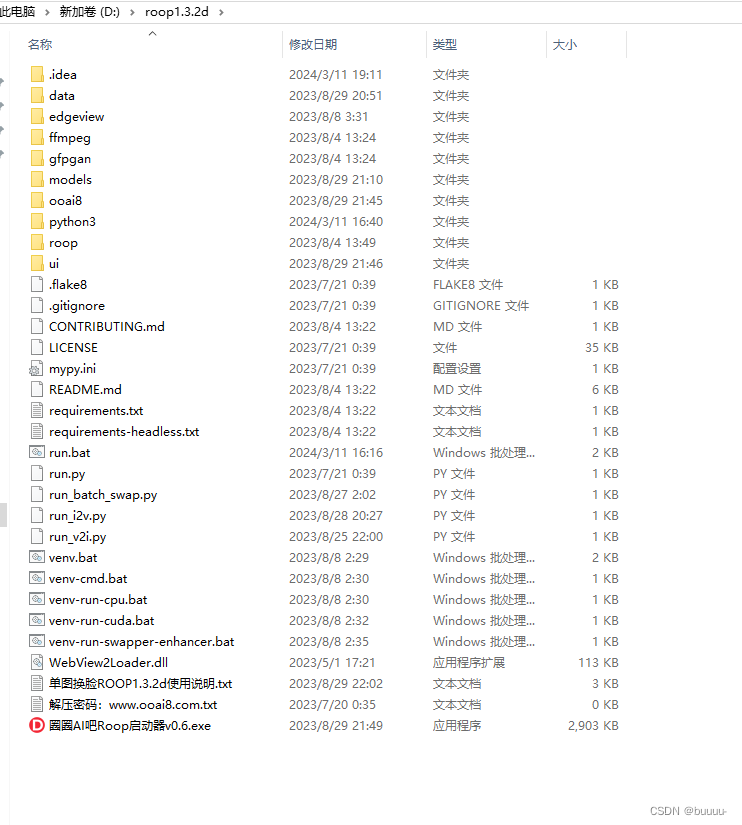 此电脑 › 新加卷 (D:) › roop1.3.2d ›
名称 修改日期 类型 大小
.idea 2024/3/11 19:11 文件夹
data 2023/8/29 20:51 文件夹
edgeview 2023/8/8 3:31 文件夹
ffmpeg 2023/8/4 13:24 文件夹
gfpgan 2023/8/4 13:24 文件夹
models 2023/8/29 21:10 文件夹
ooai8 2023/8/29 21:45 文件夹
python3 2024/3/11 16:40 文件夹
roop 2023/8/4 13:49 文件夹
ui 2023/8/29 21:46 文件夹
.flake8 2023/7/21 0:39 FLAKE8 文件 1 KB
.gitignore 2023/7/21 0:39 GITIGNORE 文件 1 KB
CONTRIBUTING.md 2023/8/4 13:22 MD 文件 1 KB
LICENSE 2023/7/21 0:39 文件 35 KB
mypy.ini 2023/7/21 0:39 配置设置 1 KB
README.md 2023/8/4 13:22 MD 文件 6 KB
requirements.txt 2023/8/4 13:22 文本文档 1 KB
requirements-headless.txt 2023/8/4 13:22 文本文档 1 KB
run.bat 2024/3/11 16:16 Windows 批处理... 2 KB
run.py 2023/7/21 0:39 PY 文件 1 KB
run_batch_swap.py 2023/8/27 2:02 PY 文件 1 KB
run_i2v.py 2023/8/28 20:27 PY 文件 1 KB
run_v2i.py 2023/8/25 22:00 PY 文件 1 KB
venv.bat 2023/8/8 2:29 Windows 批处理... 2 KB
venv-cmd.bat 2023/8/8 2:30 Windows 批处理... 1 KB
venv-run-cpu.bat 2023/8/8 2:30 Windows 批处理... 1 KB
venv-run-cuda.bat 2023/8/8 2:32 Windows 批处理... 1 KB
venv-run-swapper-enhancer.bat 2023/8/8 2:35 Windows 批处理... 1 KB
WebView2Loader.dll 2023/5/1 17:21 应用程序扩展 113 KB
单图换脸ROOP1.3.2d使用说明.txt 2023/8/29 22:02 文本文档 3 KB
解压密码：www.ooai8.com.txt 2023/7/20 0:35 文本文档 0 KB
圈圈AI吧Roop启动器v0.6.exe 2023/8/29 21:49 应用程序 2,903 KB
CSDN @buuuu-